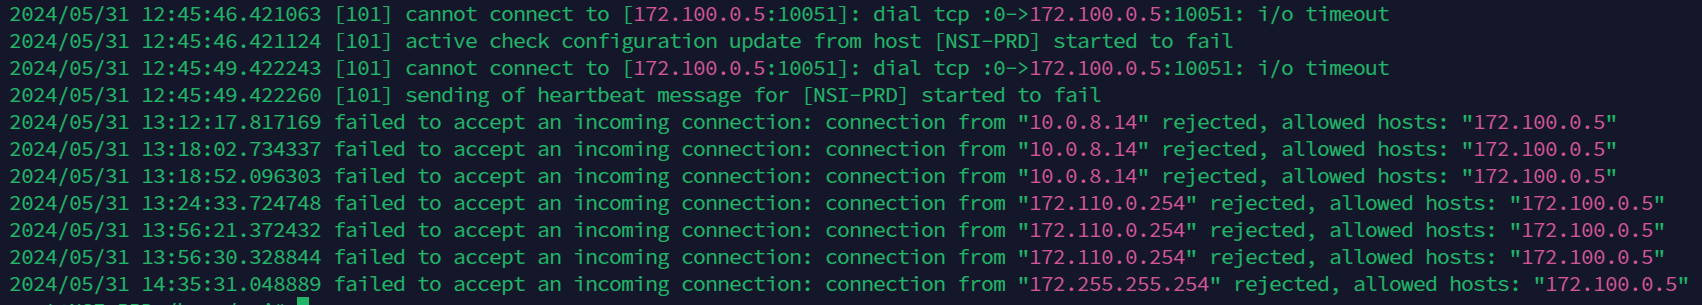 2024/05/31 12:45:46.421063 [101] cannot connect to [172.100.0.5:10051]: dial tcp :0->172.100.0.5:10051: i/o timeout
2024/05/31 12:45:46.421124 [101] active check configuration update from host [NSI-PRD] started to fail
2024/05/31 12:45:49.422243 [101] cannot connect to [172.100.0.5:10051]: dial tcp :0->172.100.0.5:10051: i/o timeout
2024/05/31 12:45:49.422260 [101] sending of heartbeat message for [NSI-PRD] started to fail
2024/05/31 13:12:17.817169 failed to accept an incoming connection: connection from "10.0.8.14" rejected, allowed hosts: "172.100.0.5"
2024/05/31 13:18:02.734337 failed to accept an incoming connection: connection from "10.0.8.14" rejected, allowed hosts: "172.100.0.5"
2024/05/31 13:18:52.096303 failed to accept an incoming connection: connection from "10.0.8.14" rejected, allowed hosts: "172.100.0.5"
2024/05/31 13:24:33.724748 failed to accept an incoming connection: connection from "172.110.0.254" rejected, allowed hosts: "172.100.0.5"
2024/05/31 13:56:21.372432 failed to accept an incoming connection: connection from "172.110.0.254" rejected, allowed hosts: "172.100.0.5"
2024/05/31 13:56:30.328844 failed to accept an incoming connection: connection from "172.110.0.254" rejected, allowed hosts: "172.100.0.5"
2024/05/31 14:35:31.048889 failed to accept an incoming connection: connection from "172.255.255.254" rejected, allowed hosts: "172.100.0.5"